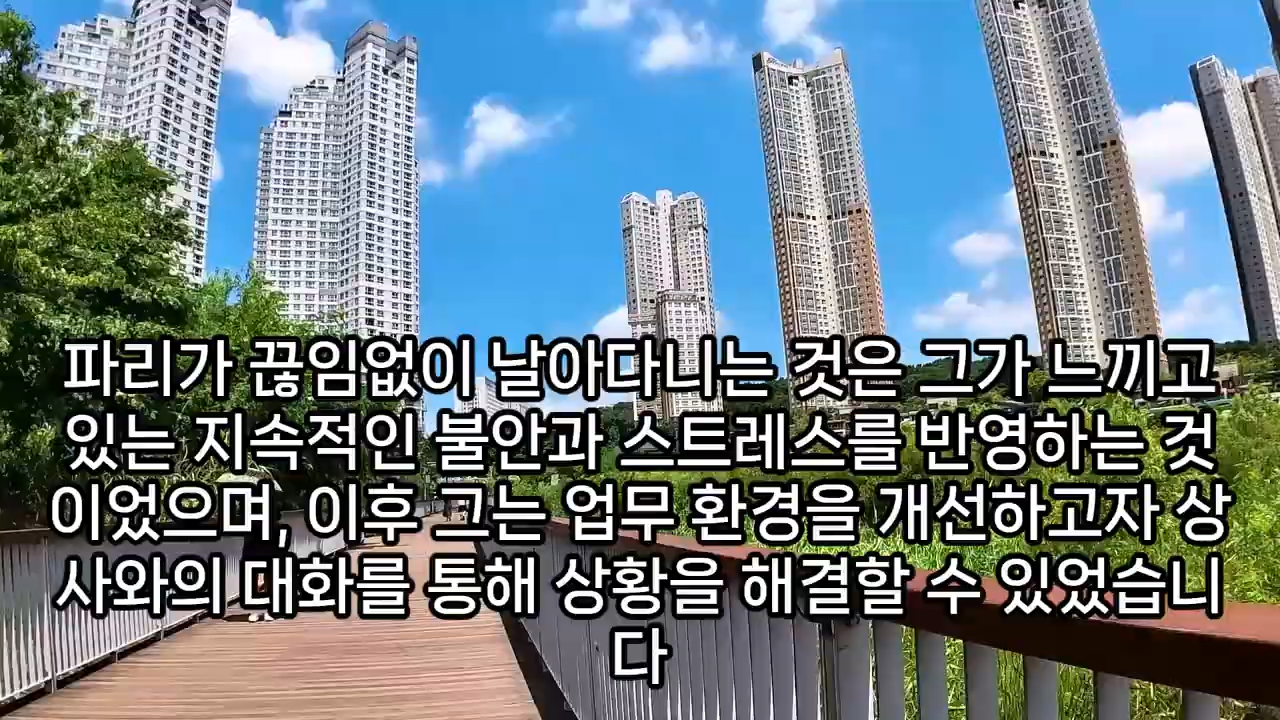 파리가 끊임없이 날아다니는 것은 그가 느끼고
있는 지속적인 불안과 스트레스를 반영하는 것
이었으며, 이후 그는 업무 환경을 개선하고자 상
사와의 대화를 통해 상황을 해결할 수 있었습니
다